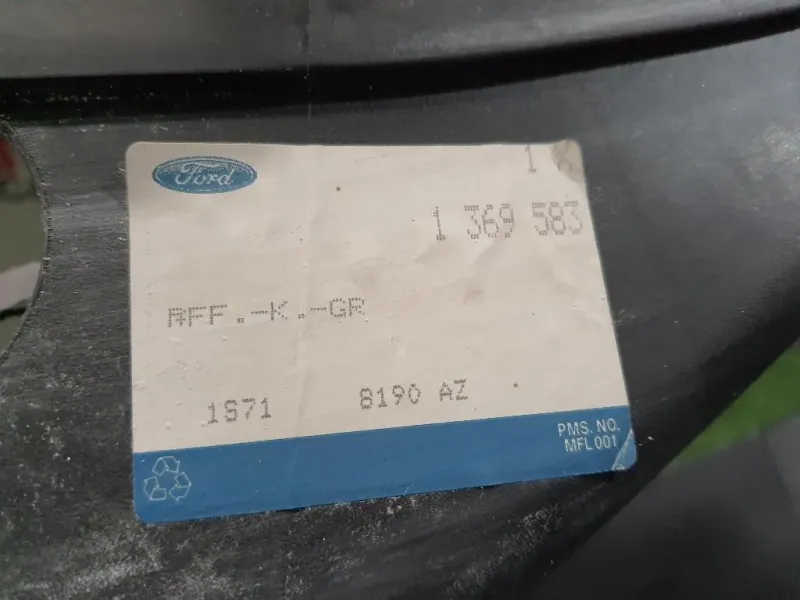 Ford
1
1 369 583
RFF.-K.-GR
1S71 8190 AZ
PMS. NO.
MFL 001